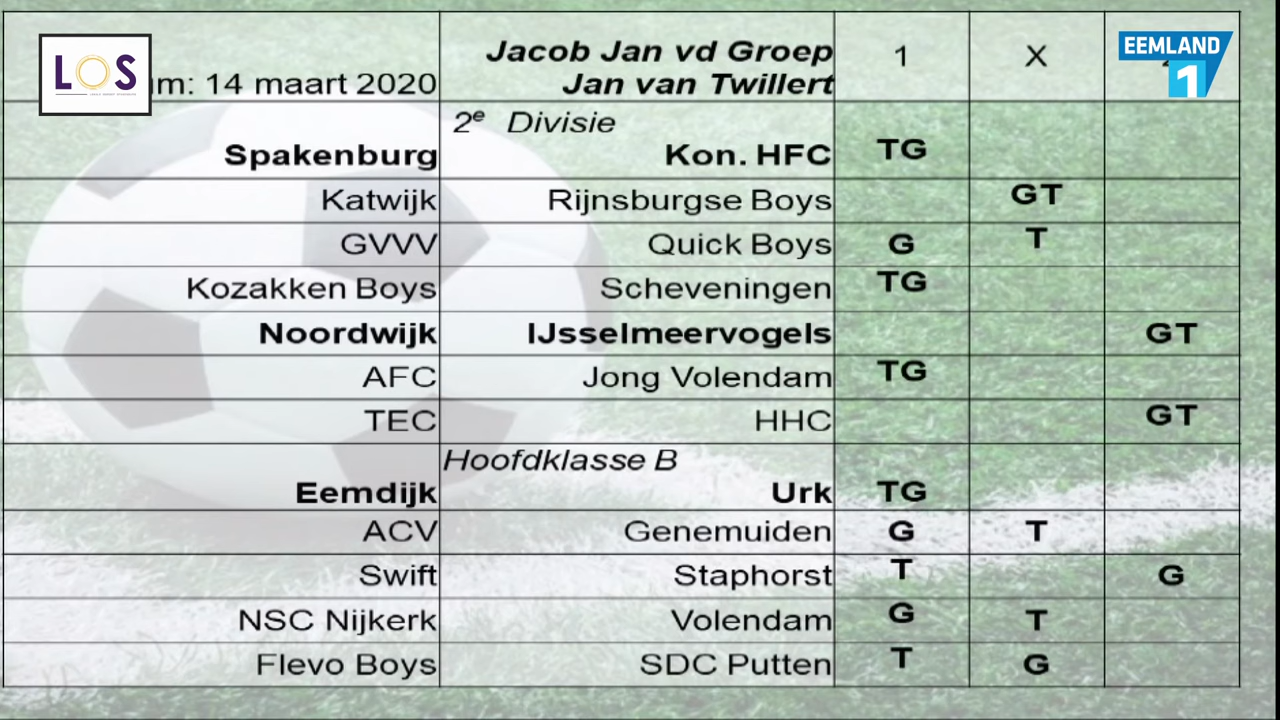 LOS
EEMLAND
1
14 maart 2020 Jacob Jan vd Groep 1 X
Jan van Twillert
2e Divisie
Spakenburg Kon. HFC TG
Katwijk Rijnsburgse Boys GT
GVVV Quick Boys G T
Kozakken Boys Scheveningen TG
Noordwijk IJsselmeervogels GT
AFC Jong Volendam TG
TEC HHC GT
Hoofdklasse B
Eemdijk Urk TG
ACV Genemuiden G T
Swift Staphorst T G
NSC Nijkerk Volendam G T
Flevo Boys SDC Putten T G